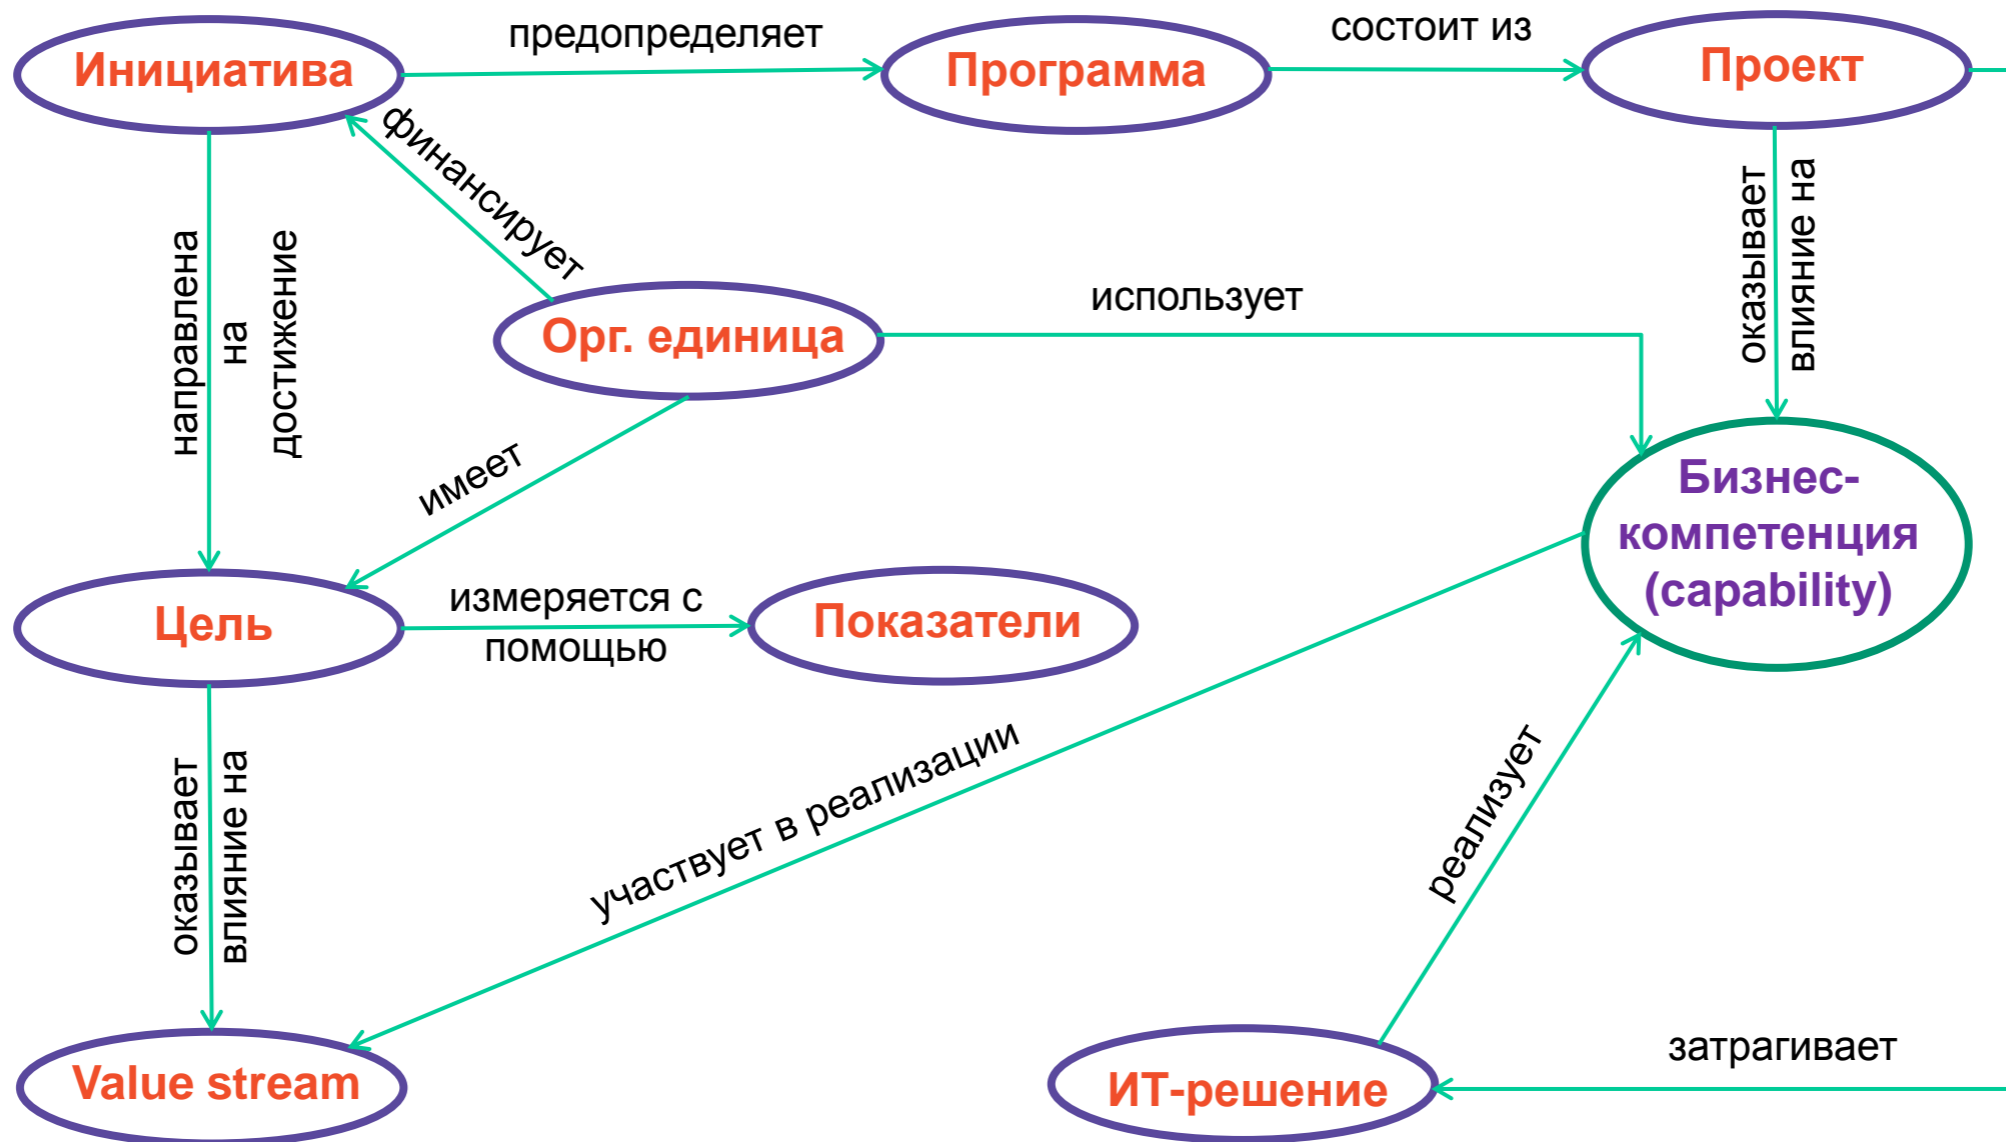 предопределяет
состоит из
Инициатива
Программа
Проект
финансирует
направлена
на
достижение
оказывает
влияние на
использует
Орг. единица
имеет
Бизнес-
компетенция
(capability)
Цель
измеряется с
помощью
Показатели
оказывает
влияние на
участвует в реализации
реализует
затрагивает
Value stream
ИТ-решение